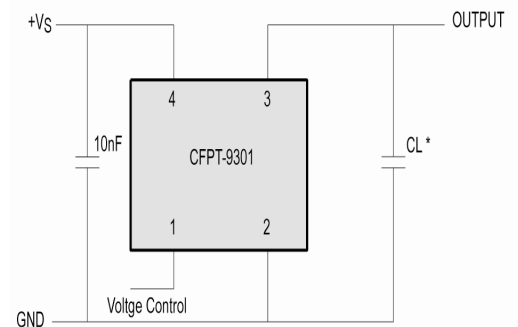 +VS
OUTPUT
4
3
10nF
CFPT-9301
CL *
1
2
Voltge Control
GND